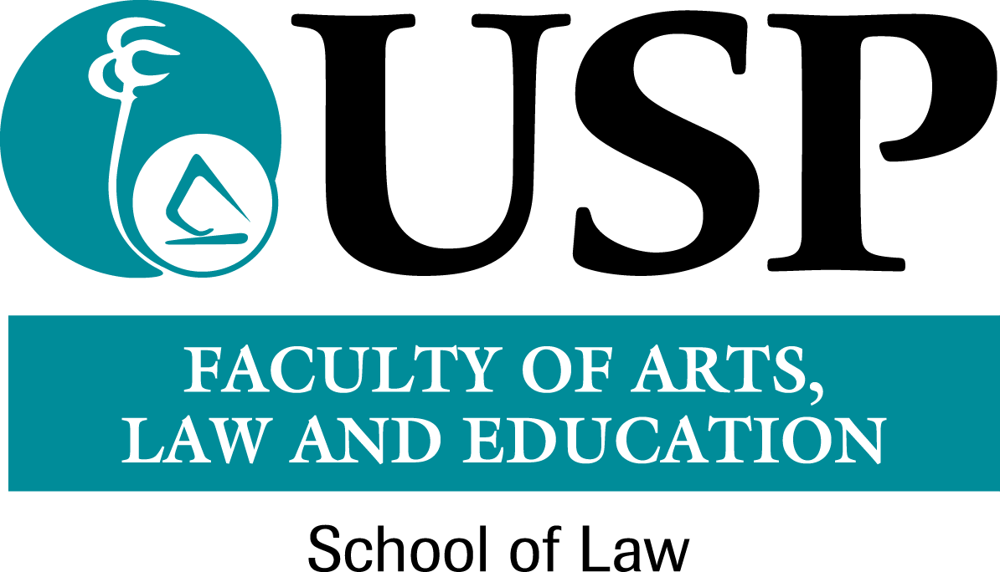 USP
FACULTY OF ARTS,
LAW AND EDUCATION
School of Law